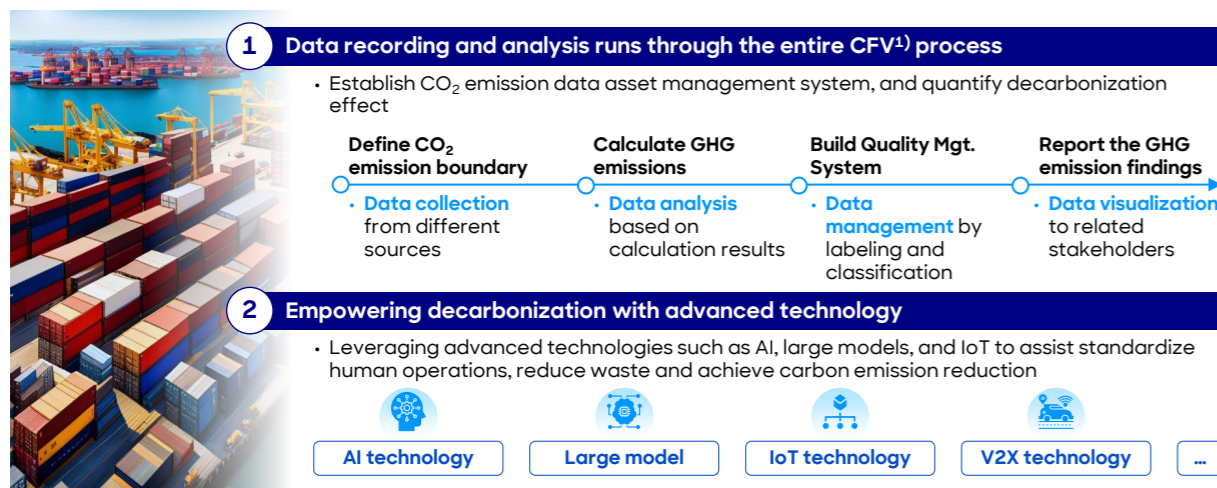 1
Data recording and analysis runs through the entire CFV1) process
• Establish CO2 emission data asset management system, and quantify decarbonization
effect
Define CO2
emission boundary
• Data collection
from different
sources
Calculate GHG
emissions
• Data analysis
based on
calculation results
Build Quality Mgt.
System
• Data
management by
labeling and
classification
Report the GHG
emission findings
• Data visualization
to related
stakeholders
2
Empowering decarbonization with advanced technology
• Leveraging advanced technologies such as AI, large models, and IoT to assist standardize
human operations, reduce waste and achieve carbon emission reduction
AI technology
Large model
IoT technology
V2X technology
...